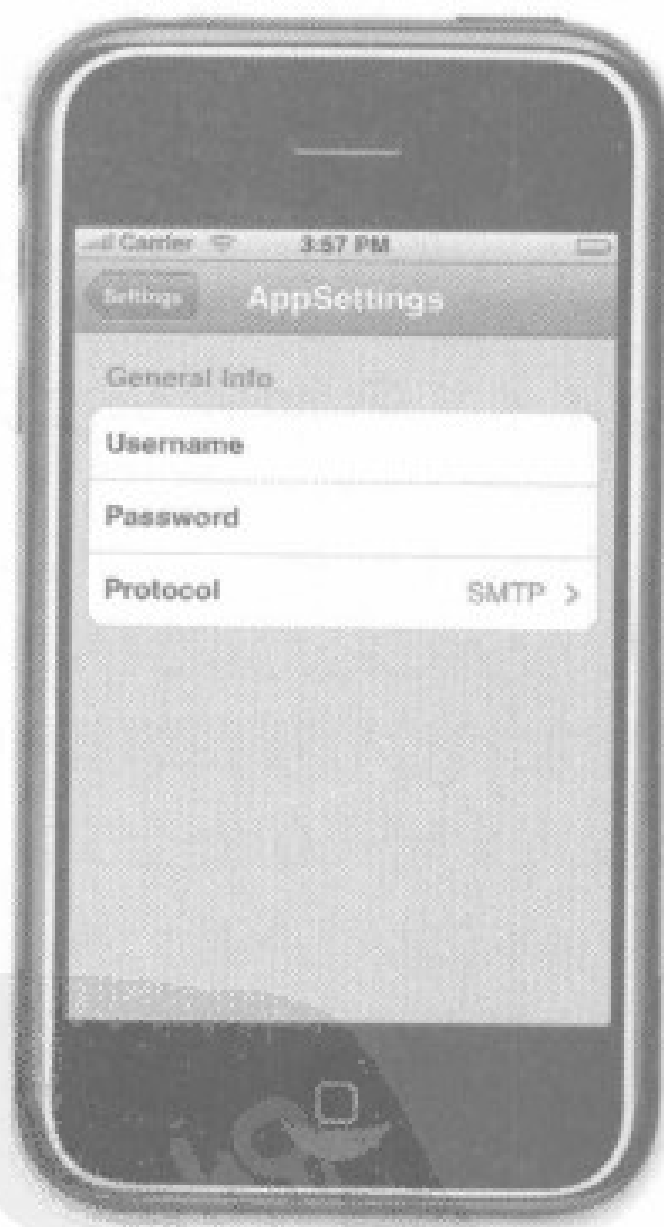 Carrier 3:57 PM
Settings AppSettings
General Info
Username
Password
Protocol SMTP >